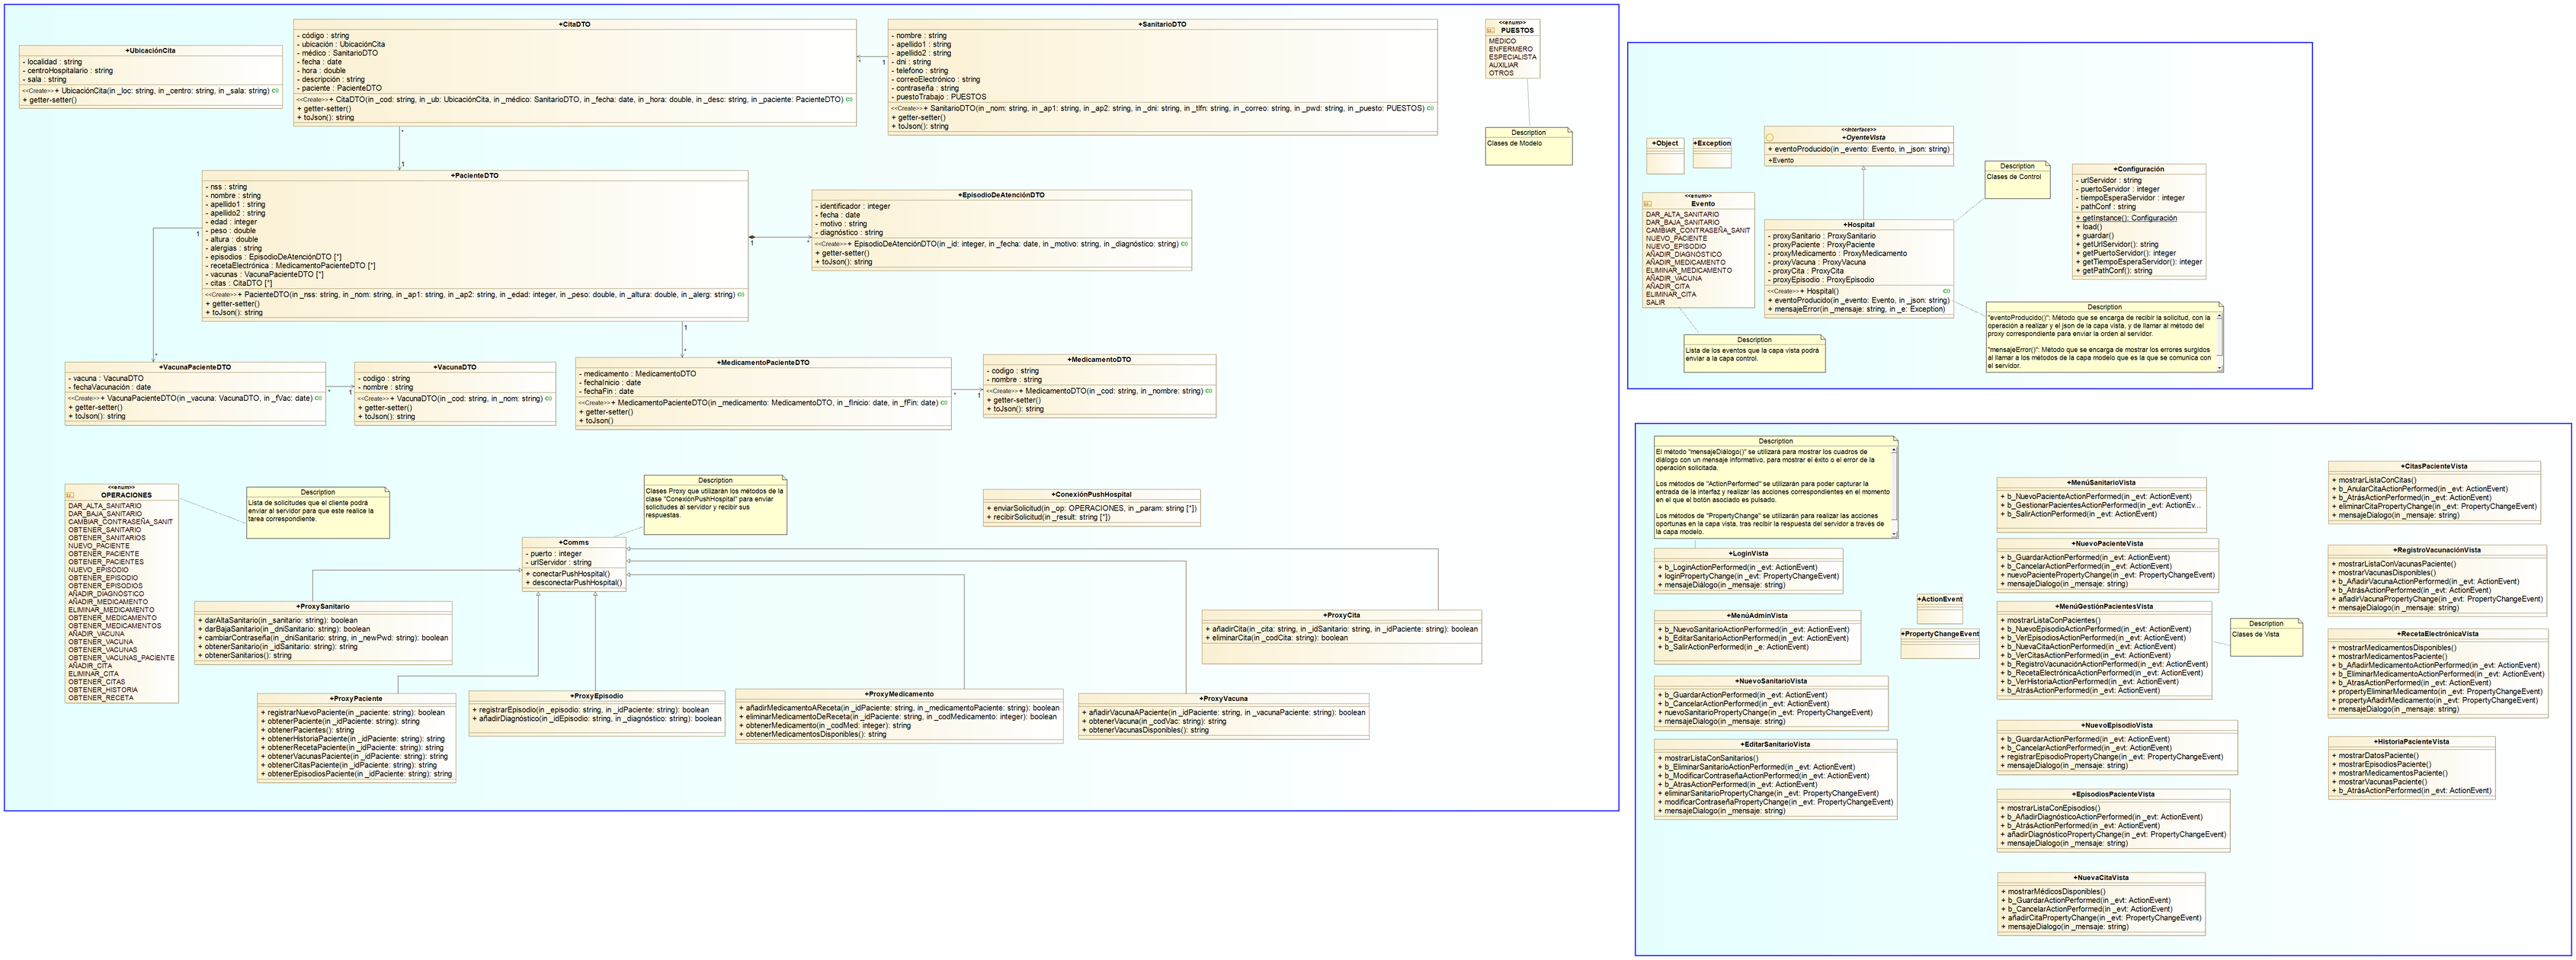 +UbicaciónCita
- localidad : string
- centroHospitalario : string
- sala : string
<<Create>> + UbicaciónCita(in _loc: string, in _centro: string, in _sala: string)
+ getter-setter()
+CitaDTO
- código : string
- ubicación : UbicaciónCita
- médico : SanitarioDTO
- fecha : date
- hora : double
- descripción : string
- paciente : PacienteDTO
<<Create>> + CitaDTO(in _cod: string, in _ub: UbicaciónCita, in _médico: SanitarioDTO, in _fecha: date, in _hora: double, in _desc: string, in _paciente: PacienteDTO)
+ getter-setter()
+ toJson(): string
* 1
+SanitarioDTO
- nombre : string
- apellido1 : string
- apellido2 : string
- dni : string
- telefono : string
- correoElectrónico : string
- contraseña : string
- puestoTrabajo : PUESTOS
<<Create>> + SanitarioDTO(in _nom: string, in _ap1: string, in _ap2: string, in _dni: string, in _tlfn: string, in _correo: string, in _pwd: string, in _puesto: PUESTOS)
+ getter-setter()
+ toJson(): string
<<enum>>
PUESTOS
MEDICO
ENFERMERO
ESPECIALISTA
AUXILIAR
OTROS
Description
Clases de Modelo
*
1
+PacienteDTO
- nss : string
- nombre : string
- apellido1 : string
- apellido2 : string
- edad : integer
- peso : double
- altura : double
- alergias : string
- episodios : EpisodioDeAtenciónDTO [*]
- recetaElectrónica : MedicamentoPacienteDTO [*]
- vacunas : VacunaPacienteDTO [*]
- citas : CitaDTO [*]
<<Create>> + PacienteDTO(in _nss: string, in _nom: string, in _ap1: string, in _ap2: string, in _edad: integer, in _peso: double, in _altura: double, in _alerg: string)
+ getter-setter()
+ toJson(): string
1 *
+EpisodioDeAtenciónDTO
- identificador : integer
- fecha : date
- motivo : string
- diagnóstico : string
<<Create>> + EpisodioDeAtenciónDTO(in _id: integer, in _fecha: date, in _motivo: string, in _diagnóstico: string)
+ getter-setter()
+ toJson(): string
1
*
1
*
+VacunaPacienteDTO
- vacuna : VacunaDTO
- fechaVacunación : date
<<Create>> + VacunaPacienteDTO(in _vacuna: VacunaDTO, in _fVac: date)
+ getter-setter()
+ toJson(): string
* 1
+VacunaDTO
- codigo : string
- nombre : string
<<Create>> + VacunaDTO(in _cod: string, in _nom: string)
+ getter-setter()
+ toJson(): string
+MedicamentoPacienteDTO
- medicamento : MedicamentoDTO
- fechaInicio : date
- fechaFin : date
<<Create>> + MedicamentoPacienteDTO(in _medicamento: MedicamentoDTO, in _fInicio: date, in _fFin: date)
+ getter-setter()
+ toJson()
* 1
+MedicamentoDTO
- codigo : string
- nombre : string
<<Create>> + MedicamentoDTO(in _cod: string, in _nombre: string)
+ getter-setter()
+ toJson(): string
<<enum>>
OPERACIONES
DAR_ALTA_SANITARIO
DAR_BAJA_SANITARIO
CAMBIAR_CONTRASEÑA_SANIT
OBTENER_SANITARIO
OBTENER_SANITARIOS
NUEVO_PACIENTE
OBTENER_PACIENTE
OBTENER_PACIENTES
NUEVO_EPISODIO
OBTENER_EPISODIO
OBTENER_EPISODIOS
AÑADIR_DIAGNÓSTICO
AÑADIR_MEDICAMENTO
ELIMINAR_MEDICAMENTO
OBTENER_MEDICAMENTO
OBTENER_MEDICAMENTOS
AÑADIR_VACUNA
OBTENER_VACUNA
OBTENER_VACUNAS
OBTENER_VACUNAS_PACIENTE
AÑADIR_CITA
ELIMINAR_CITA
OBTENER_CITAS
OBTENER_HISTORIA
OBTENER_RECETA
Description
Lista de solicitudes que el cliente podrá
enviar al servidor para que este realice la
tarea correspondiente.
Description
Clases Proxy que utilizarán los métodos de la
clase "ConexiónPushHospital" para enviar
solicitudes al servidor y recibir sus
respuestas.
+ConexiónPushHospital
+ enviarSolicitud(in _op: OPERACIONES, in _param: string [*])
+ recibirSolicitud(in _result: string [*])
+Comms
- puerto : integer
- urlServidor : string
+ conectarPushHospital()
+ desconectarPushHospital()
+ProxySanitario
+ darAltaSanitario(in _sanitario: string): boolean
+ darBajaSanitario(in _dniSanitario: string): boolean
+ cambiarContraseña(in _dniSanitario: string, in _newPwd: string): boolean
+ obtenerSanitario(in _idSanitario: string): string
+ obtenerSanitarios(): string
+ProxyCita
+ añadirCita(in _cita: string, in _idSanitario: string, in _idPaciente: string): boolean
+ eliminarCita(in _codCita: string): boolean
+ProxyPaciente
+ registrarNuevoPaciente(in _paciente: string): boolean
+ obtenerPaciente(in _idPaciente: string): string
+ obtenerPacientes(): string
+ obtenerHistoriaPaciente(in _idPaciente: string): string
+ obtenerRecetaPaciente(in _idPaciente: string): string
+ obtenerVacunasPaciente(in _idPaciente: string): string
+ obtenerCitasPaciente(in _idPaciente: string): string
+ obtenerEpisodiosPaciente(in _idPaciente: string): string
+ProxyEpisodio
+ registrarEpisodio(in _episodio: string, in _idPaciente: string): boolean
+ añadirDiagnóstico(in _idEpisodio: string, in _diagnóstico: string): boolean
+ProxyMedicamento
+ añadirMedicamentoAReceta(in _idPaciente: string, in _medicamentoPaciente: string): boolean
+ eliminarMedicamentoDeReceta(in _idPaciente: string, in _codMedicamento: integer): boolean
+ obtenerMedicamento(in _codMed: integer): string
+ obtenerMedicamentosDisponibles(): string
+ProxyVacuna
+ añadirVacunaAPaciente(in _idPaciente: string, in _vacunaPaciente: string): boolean
+ obtenerVacuna(in _codVac: string): string
+ obtenerVacunasDisponibles(): string
+Object
+Exception
<<Interface>>
+OyenteVista
+ eventoProducido(in _evento: Evento, in _json: string)
+Evento
<<enum>>
Evento
DAR_ALTA_SANITARIO
DAR_BAJA_SANITARIO
CAMBIAR_CONTRASEÑA_SANIT
NUEVO_PACIENTE
NUEVO_EPISODIO
AÑADIR_DIAGNÓSTICO
AÑADIR_MEDICAMENTO
ELIMINAR_MEDICAMENTO
AÑADIR_VACUNA
AÑADIR_CITA
ELIMINAR_CITA
SALIR
+Hospital
- proxySanitario : ProxySanitario
- proxyPaciente : ProxyPaciente
- proxyMedicamento : ProxyMedicamento
- proxyVacuna : ProxyVacuna
- proxyCita : ProxyCita
- proxyEpisodio : ProxyEpisodio
<<Create>> + Hospital()
+ eventoProducido(in _evento: Evento, in _json: string)
+ mensajeError(in _mensaje: string, in _e: Exception)
Description
Clases de Control
+Configuración
- urlServidor : string
- puertoServidor : integer
- tiempoEsperaServidor : integer
- pathConf : string
+ getInstance(): Configuración
+ load()
+ guardar()
+ getUrlServidor(): string
+ getPuertoServidor(): integer
+ getTiempoEsperaServidor(): integer
+ getPathConf(): string
Description
Lista de los eventos que la capa vista podrá
enviar a la capa control.
Description
"eventoProducido()": Método que se encarga de recibir la solicitud, con la
operación a realizar y el json de la capa vista, y de llamar al método del
proxy correspondiente para enviar la orden al servidor.
"mensajeError()": Método que se encarga de mostrar los errores surgidos
al llamar a los métodos de la capa modelo que es la que se comunica con
el servidor.
Description
El método "mensajeDiálogo()" se utilizará para mostrar los cuadros de
diálogo con un mensaje informativo, para mostrar el éxito o el error de la
operación solicitada.
Los métodos de "ActionPerformed" se utilizarán para poder capturar la
entrada de la interfaz y realizar las acciones correspondientes en el momento
en el que el botón asociado es pulsado.
Los métodos de "PropertyChange" se utilizarán para realizar las acciones
oportunas en la capa vista, tras recibir la respuesta del servidor a través de
la capa modelo.
+LoginVista
+ b_LoginActionPerformed(in _evt: ActionEvent)
+ loginPropertyChange(in _evt: PropertyChangeEvent)
+ mensajeDiálogo(in _mensaje: string)
+MenúAdminVista
+ b_NuevoSanitarioActionPerformed(in _evt: ActionEvent)
+ b_EditarSanitarioActionPerformed(in _evt: ActionEvent)
+ b_SalirActionPerformed(in _e: ActionEvent)
+NuevoSanitarioVista
+ b_GuardarActionPerformed(in _evt: ActionEvent)
+ b_CancelarActionPerformed(in _evt: ActionEvent)
+ nuevoSanitarioPropertyChange(in _evt: PropertyChangeEvent)
+ mensajeDialogo(in _mensaje: string)
+EditarSanitarioVista
+ mostrarListaConSanitarios()
+ b_EliminarSanitarioActionPerformed(in _evt: ActionEvent)
+ b_ModificarContraseñaActionPerformed(in _evt: ActionEvent)
+ b_AtrasActionPerformed(in _evt: ActionEvent)
+ eliminarSanitarioPropertyChange(in _evt: PropertyChangeEvent)
+ modificarContraseñaPropertyChange(in _evt: PropertyChangeEvent)
+ mensajeDialogo(in _mensaje: string)
+ActionEvent
+PropertyChangeEvent
+MenúSanitarioVista
+ b_NuevoPacienteActionPerformed(in _evt: ActionEvent)
+ b_GestionarPacientesActionPerformed(in _evt: ActionEv...
+ b_SalirActionPerformed(in _evt: ActionEvent)
+NuevoPacienteVista
+ b_GuardarActionPerformed(in _evt: ActionEvent)
+ b_CancelarActionPerformed(in _evt: ActionEvent)
+ nuevoPacientePropertyChange(in _evt: PropertyChangeEvent)
+ mensajeDialogo(in _mensaje: string)
+MenúGestiónPacientesVista
+ mostrarListaConPacientes()
+ b_NuevoEpisodioActionPerformed(in _evt: ActionEvent)
+ b_VerEpisodiosActionPerformed(in _evt: ActionEvent)
+ b_NuevaCitaActionPerformed(in _evt: ActionEvent)
+ b_VerCitasActionPerformed(in _evt: ActionEvent)
+ b_RegistroVacunaciónActionPerformed(in _evt: ActionEvent)
+ b_RecetaElectrónicaActionPerformed(in _evt: ActionEvent)
+ b_VerHistoriaActionPerformed(in _evt: ActionEvent)
+ b_AtrásActionPerformed(in _evt: ActionEvent)
Description
Clases de Vista
+NuevoEpisodioVista
+ b_GuardarActionPerformed(in _evt: ActionEvent)
+ b_CancelarActionPerformed(in _evt: ActionEvent)
+ registrarEpisodioPropertyChange(in _evt: PropertyChangeEvent)
+ mensajeDialogo(in _mensaje: string)
+EpisodiosPacienteVista
+ mostrarListaConEpisodios()
+ b_AñadirDiagnósticoActionPerformed(in _evt: ActionEvent)
+ b_AtrásActionPerformed(in _evt: ActionEvent)
+ añadirDiagnósticoPropertyChange(in _evt: PropertyChangeEvent)
+ mensajeDialogo(in _mensaje: string)
+NuevaCitaVista
+ mostrarMédicosDisponibles()
+ b_GuardarActionPerformed(in _evt: ActionEvent)
+ b_CancelarActionPerformed(in _evt: ActionEvent)
+ añadirCitaPropertyChange(in _evt: PropertyChangeEvent)
+ mensajeDialogo(in _mensaje: string)
+CitasPacienteVista
+ mostrarListaConCitas()
+ b_AnularCitaActionPerformed(in _evt: ActionEvent)
+ b_AtrásActionPerformed(in _evt: ActionEvent)
+ eliminarCitaPropertyChange(in _evt: PropertyChangeEvent)
+ mensajeDialogo(in _mensaje: string)
+RegistroVacunaciónVista
+ mostrarListaConVacunasPaciente()
+ mostrarVacunasDisponibles()
+ b_AñadirVacunaActionPerformed(in _evt: ActionEvent)
+ b_AtrásActionPerformed(in _evt: ActionEvent)
+ añadirVacunaPropertyChange(in _evt: PropertyChangeEvent)
+ mensajeDialogo(in _mensaje: string)
+RecetaElectrónicaVista
+ mostrarMedicamentosDisponibles()
+ mostrarMedicamentosPaciente()
+ b_AñadirMedicamentoActionPerformed(in _evt: ActionEvent)
+ b_EliminarMedicamentoActionPerformed(in _evt: ActionEvent)
+ b_AtrasActionPerformed(in _evt: ActionEvent)
+ propertyEliminarMedicamento(in _evt: PropertyChangeEvent)
+ propertyAñadirMedicamento(in _evt: PropertyChangeEvent)
+ mensajeDialogo(in _mensaje: string)
+HistoriaPacienteVista
+ mostrarDatosPaciente()
+ mostrarEpisodiosPaciente()
+ mostrarMedicamentosPaciente()
+ mostrarVacunasPaciente()
+ b_AtrásActionPerformed(in _evt: ActionEvent)